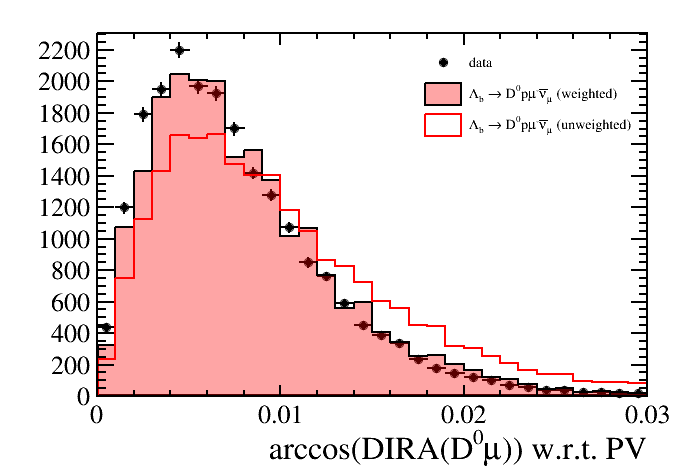 2200
2000
1800
1600
1400
1200
1000
800
600
400
200
0
data
Λb → D⁰pμ⁻ν̄μ (weighted)
Λb → D⁰pμ⁻ν̄μ (unweighted)
0 0.01 0.02 0.03
arccos(DIRA(D⁰μ)) w.r.t. PV